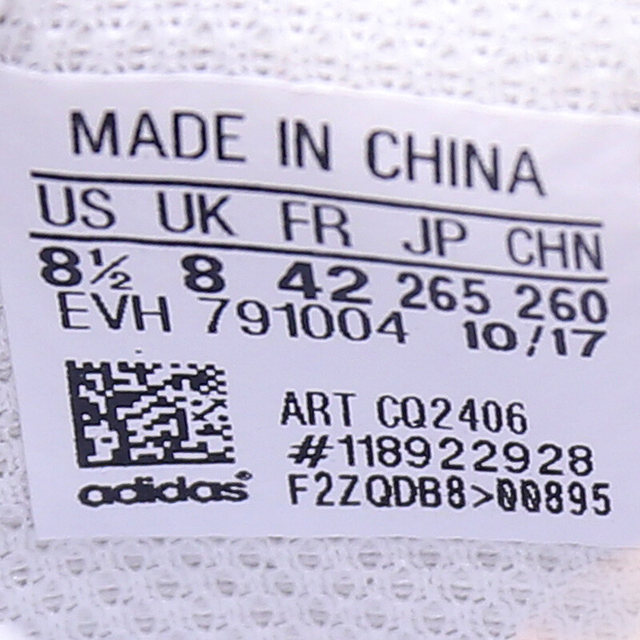 MADE IN CHINA
US UK FR JP CHN
8½ 8 42 265 260
EVH 791004 10/17
ART CQ2406
#118922928
adidas® F2ZQDB8>00895